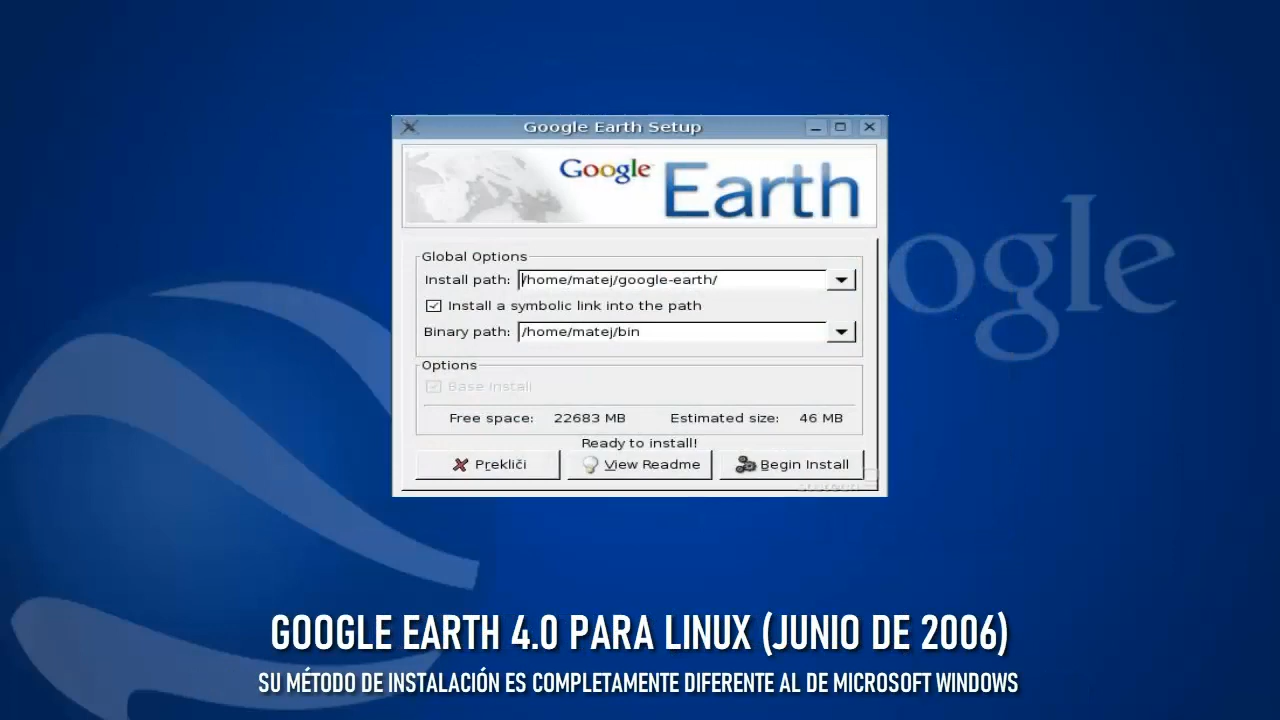 Google Earth Setup
Google Earth
Global Options
Install path: /home/matej/google-earth/
Install a symbolic link into the path
Binary path: /home/matej/bin
Options
Base Install
Free space: 22683 MB Estimated size: 46 MB
Ready to install!
Prekliči View Readme Begin Install
ogle
GOOGLE EARTH 4.0 PARA LINUX (JUNIO DE 2006)
SU MÉTODO DE INSTALACIÓN ES COMPLETAMENTE DIFERENTE AL DE MICROSOFT WINDOWS